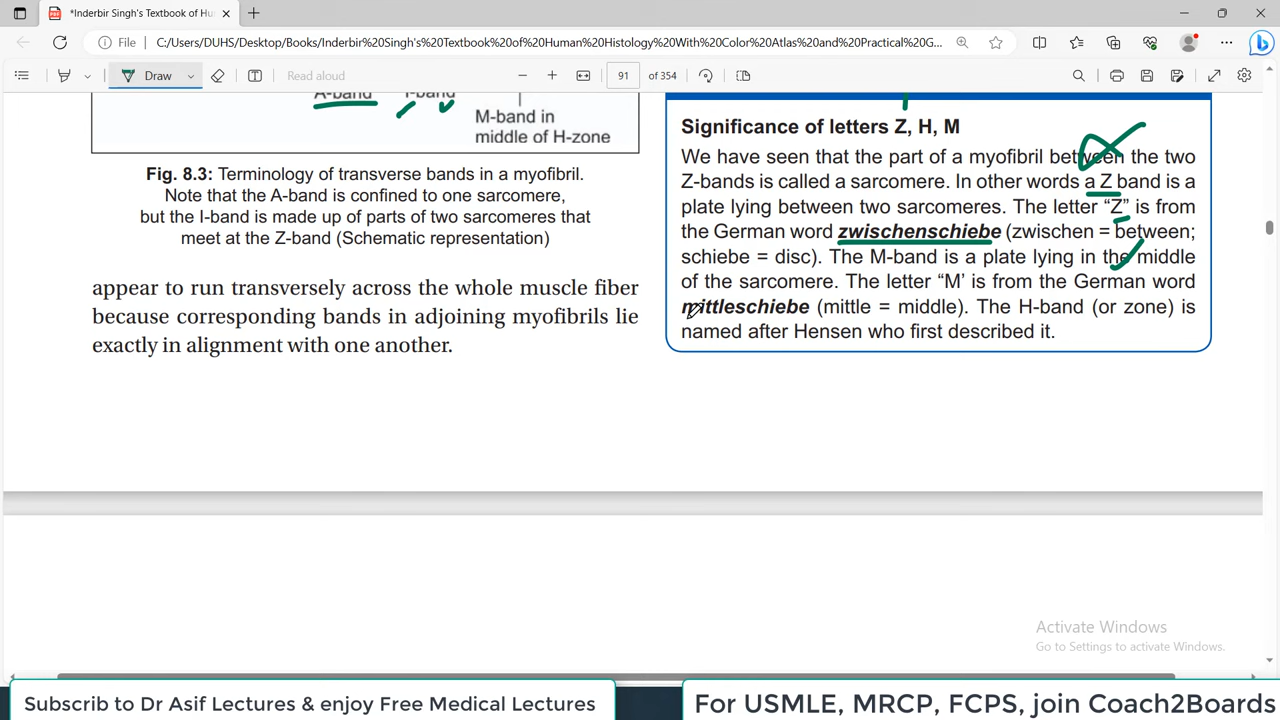 *Inderbir Singh's Textbook of Hu
File
C:/Users/DUHS/Desktop/Books/Inderbir%20Singh's%20Textbook%20of%20Human%20Histology%20With%20Color%20Atlas%20and%20Practical%20G...
Draw
Read aloud
91 of 354
A-band I-band
M-band in
middle of H-zone
Fig. 8.3: Terminology of transverse bands in a myofibril.
Note that the A-band is confined to one sarcomere,
but the I-band is made up of parts of two sarcomeres that
meet at the Z-band (Schematic representation)
appear to run transversely across the whole muscle fiber
because corresponding bands in adjoining myofibrils lie
exactly in alignment with one another.
Significance of letters Z, H, M
We have seen that the part of a myofibril between the two
Z-bands is called a sarcomere. In other words a Z band is a
plate lying between two sarcomeres. The letter “Z” is from
the German word zwischenschiebe (zwischen = between;
schiebe = disc). The M-band is a plate lying in the middle
of the sarcomere. The letter “M’ is from the German word
mittleschiebe (mittle = middle). The H-band (or zone) is
named after Hensen who first described it.
Activate Windows
Go to Settings to activate Windows.
Subscrib to Dr Asif Lectures & enjoy Free Medical Lectures
For USMLE, MRCP, FCPS, join Coach2Boards